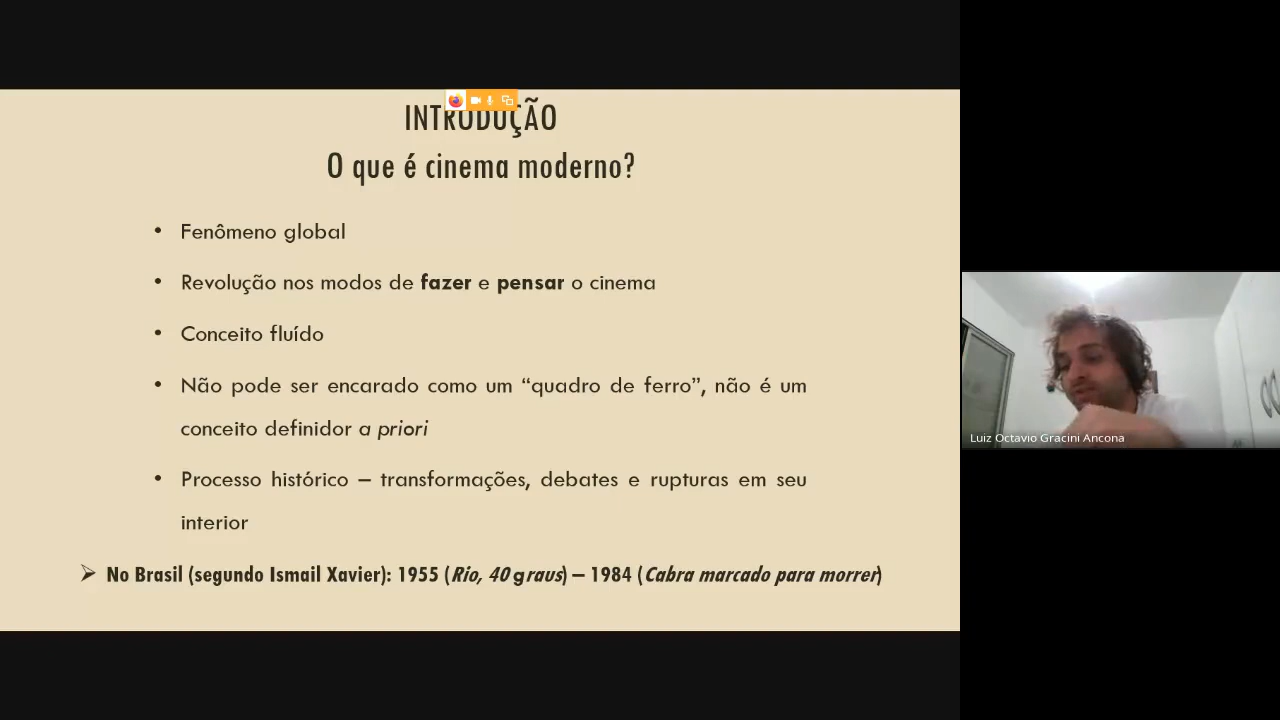 INTRODUÇÃO
O que é cinema moderno?
• Fenômeno global
• Revolução nos modos de fazer e pensar o cinema
• Conceito fluído
• Não pode ser encarado como um “quadro de ferro”, não é um
conceito definidor a priori
• Processo histórico – transformações, debates e rupturas em seu
interior
➢ No Brasil (segundo Ismail Xavier): 1955 (Rio, 40 graus) – 1984 (Cabra marcado para morrer)
Luiz Octavio Gracini Ancona